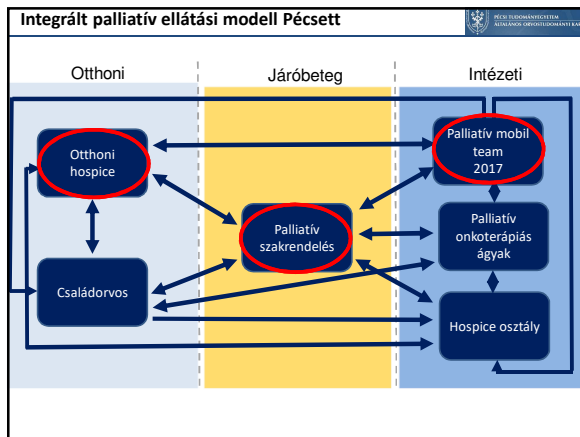 Integrált palliatív ellátási modell Pécsett
PÉCSI TUDOMÁNYEGYETEM
ÁLTALÁNOS ORVOSTUDOMÁNYI KAR
Otthoni
Járóbeteg
Intézeti
Otthoni
hospice
Palliatív mobil
team
2017
Palliatív
szakrendelés
Palliatív
onkoterápiás
ágyak
Családorvos
Hospice osztály